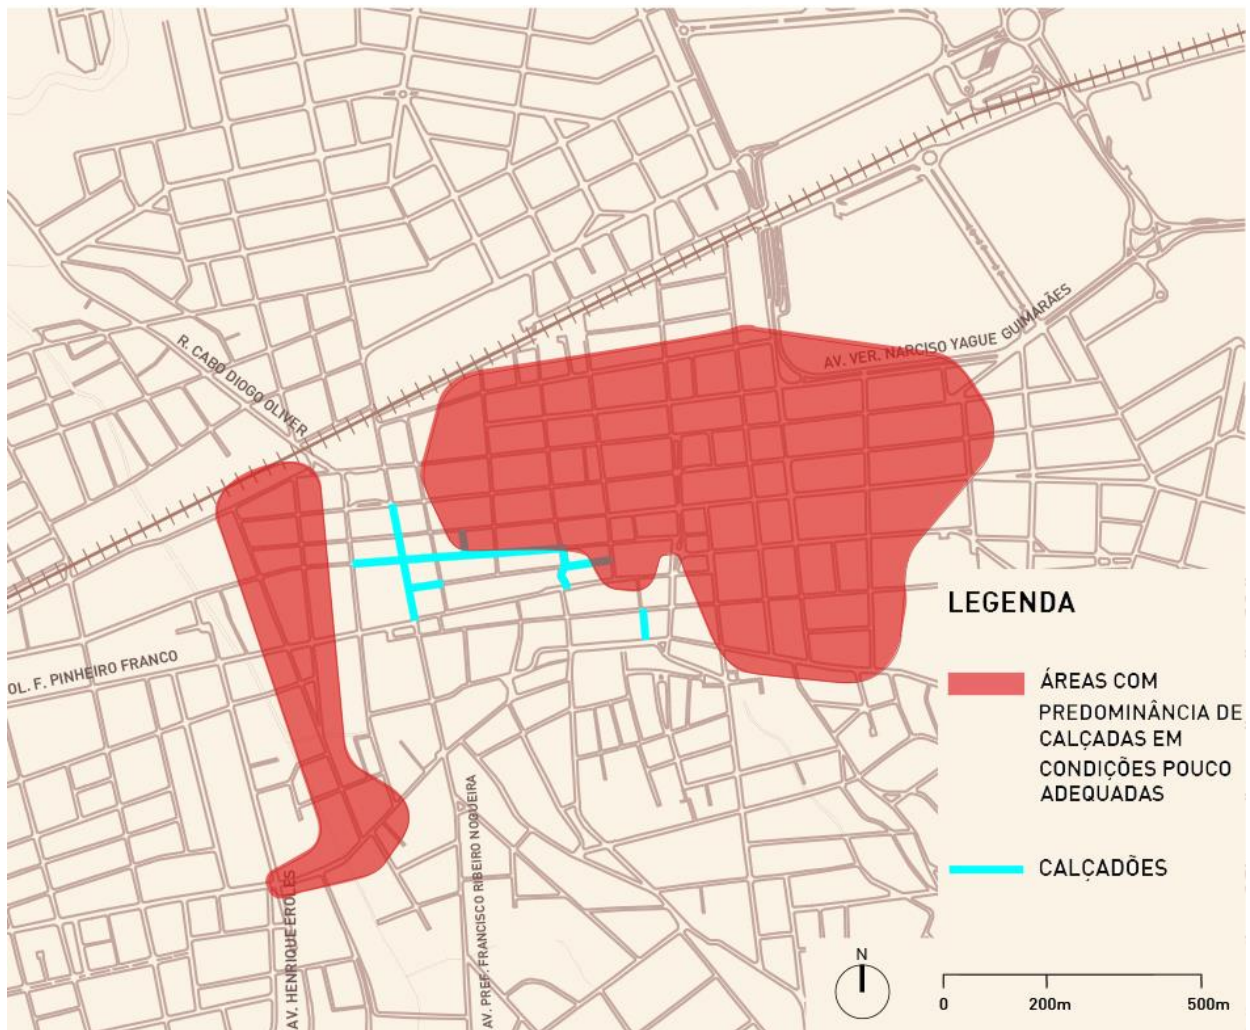 R. CABO DIOGO OLIVER
AV. VER. NARCISO YAGUE GUIMARÃES
OL. F. PINHEIRO FRANCO
AV. HENRIQUE EROLES
AV. PREF. FRANCISCO RIBEIRO NOGUEIRA
LEGENDA
ÁREAS COM
PREDOMINÂNCIA DE
CALÇADAS EM
CONDIÇÕES POUCO
ADEQUADAS
CALÇADÕES
N
0 200m 500m